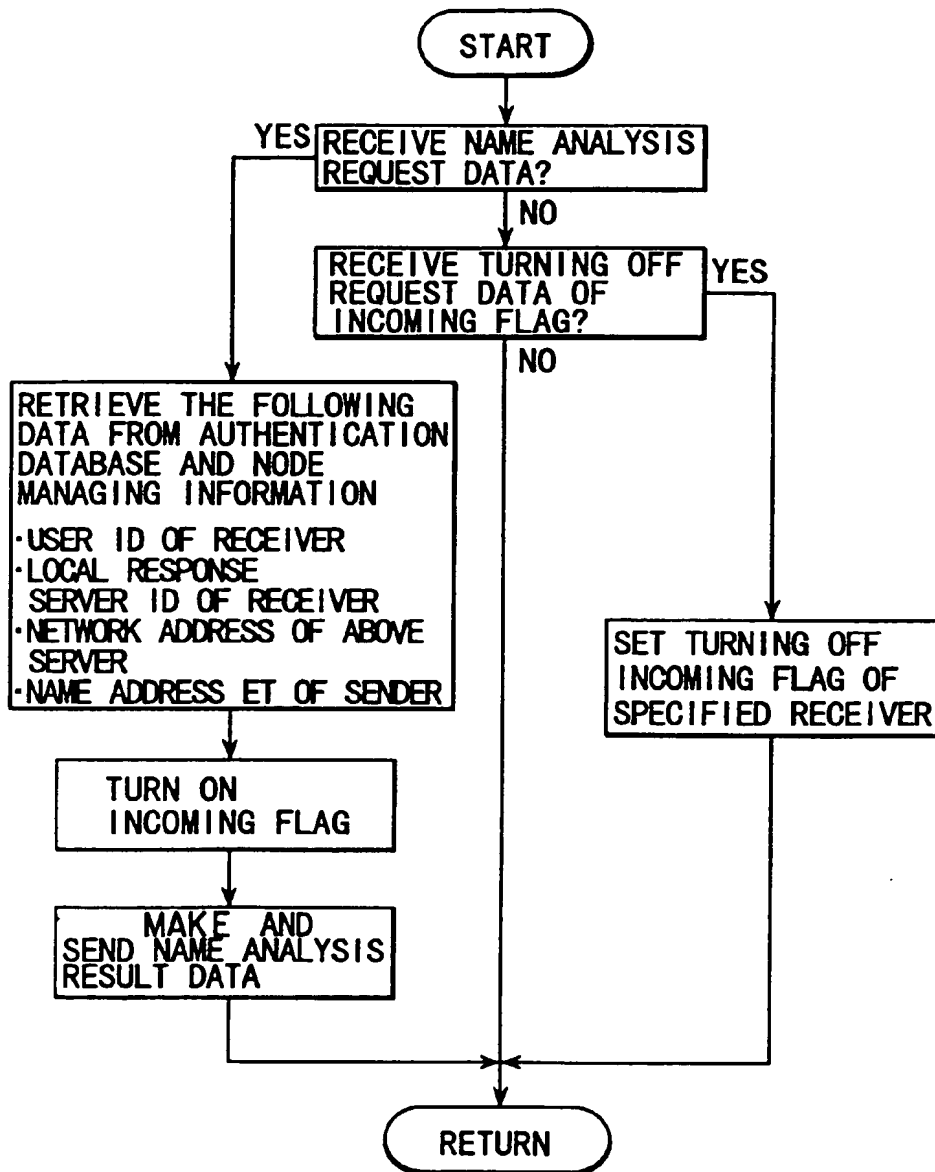 START
YES
RECEIVE NAME ANALYSIS
REQUEST DATA?
NO
RECEIVE TURNING OFF
REQUEST DATA OF
INCOMING FLAG?
YES
NO
RETRIEVE THE FOLLOWING
DATA FROM AUTHENTICATION
DATABASE AND NODE
MANAGING INFORMATION
·USER ID OF RECEIVER
·LOCAL RESPONSE
SERVER ID OF RECEIVER
·NETWORK ADDRESS OF ABOVE
SERVER
·NAME ADDRESS ET OF SENDER
SET TURNING OFF
INCOMING FLAG OF
SPECIFIED RECEIVER
TURN ON
INCOMING FLAG
MAKE AND
SEND NAME ANALYSIS
RESULT DATA
RETURN